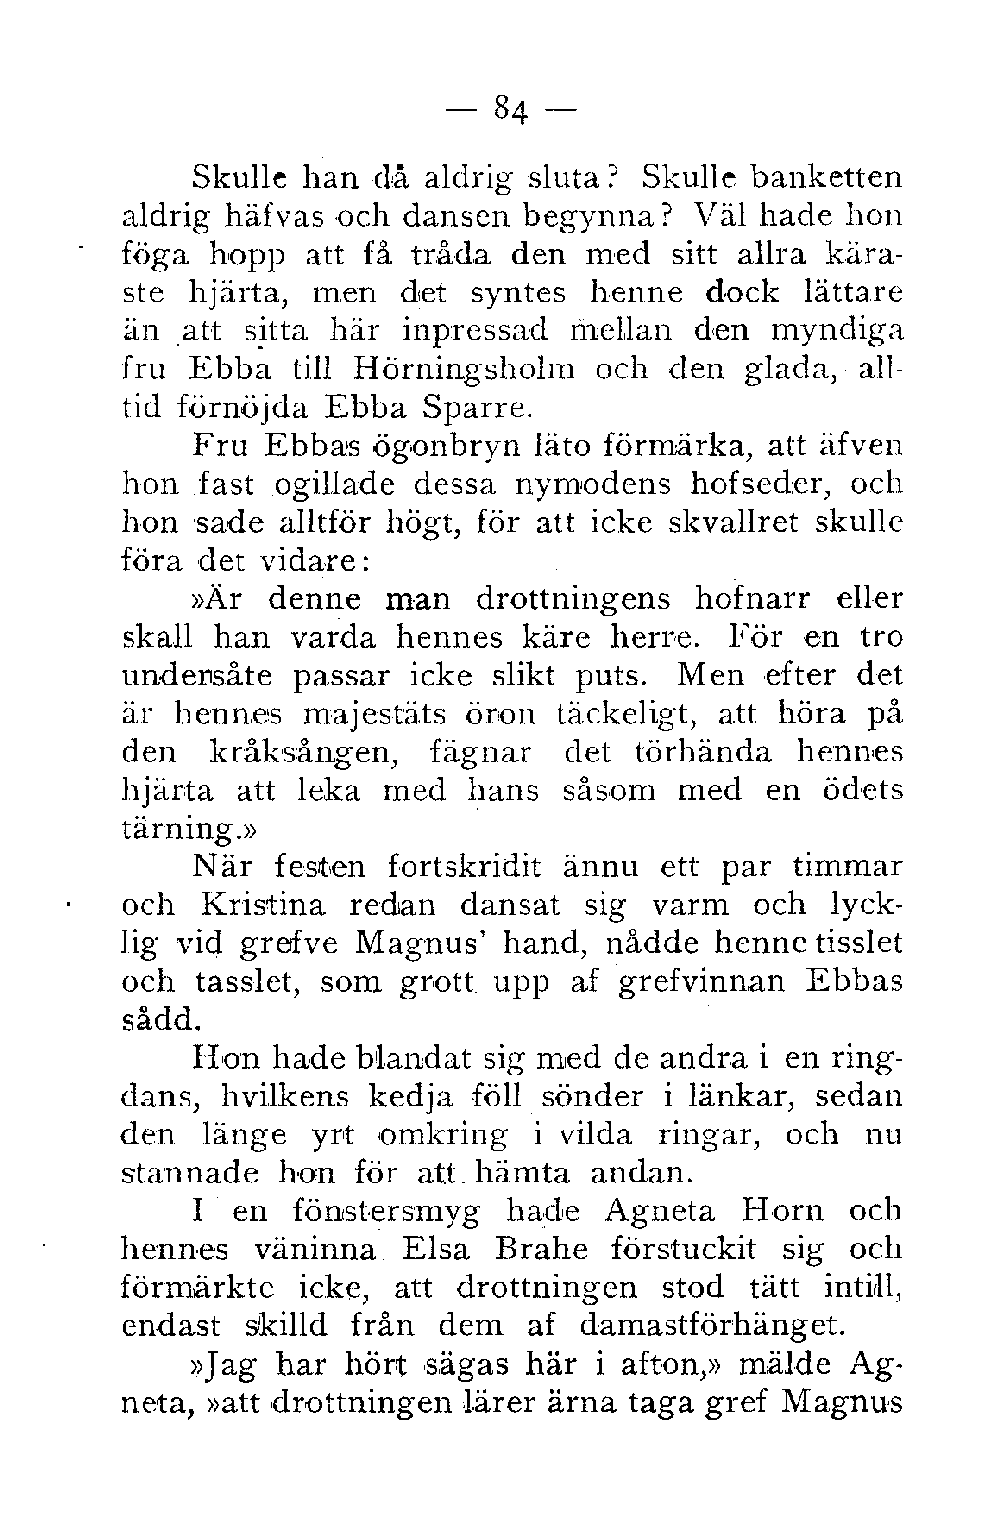 — 84 —
Skulle han då aldrig sluta? Skulle banketten
aldrig häfvas och dansen begynna? Väl hade hon
föga hopp att få tråda den med sitt allra kära-
ste hjärta, men det syntes henne dock lättare
än att sitta här inpressad mellan den myndiga
fru Ebba till Hörningsholm och den glada, all-
tid förnöjda Ebba Sparre.
Fru Ebbas ögonbryn läto förmärka, att äfven
hon fast ogillade dessa nymodens hofseder, och
hon sade alltför högt, för att icke skvallret skulle
föra det vidare:
»Är denne man drottningens hofnarr eller
skall han varda hennes käre herre. För en tro
undersåte passar icke slikt puts. Men efter det
är hennes majestäts öron täckeligt, att höra på
den kråksången, fägnar det törhända hennes
hjärta att leka med hans såsom med en ödets
tärning.»
När festen fortskridit ännu ett par timmar
och Kristina redan dansat sig varm och lyck-
lig vid grefve Magnus' hand, nådde henne tisslet
och tasslet, som grott upp af grefvinnan Ebbas
sådd.
Hon hade blandat sig med de andra i en ring-
dans, hvilkens kedja föll sönder i länkar, sedan
den länge yrt omkring i vilda ringar, och nu
stannade hon för att hämta andan.
I en fönstersmyg hade Agneta Horn och
hennes väninna Elsa Brahe förstuckit sig och
förmärkte icke, att drottningen stod tätt intill,
endast skilld från dem af damastförhänget.
»Jag har hört sägas här i afton,» mälde Ag-
neta, »att drottningen lärer ärna taga gref Magnus